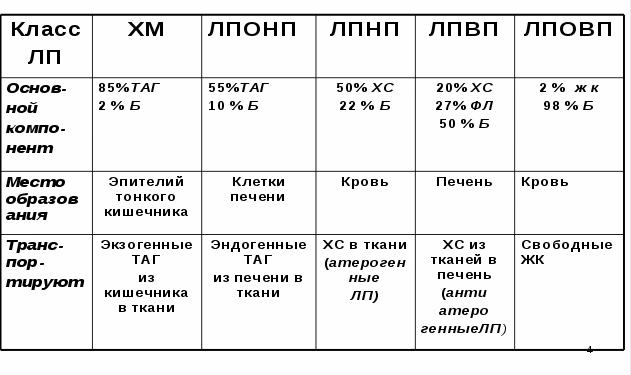 Класс ЛП ХМ ЛПОНП ЛПНП ЛПВП ЛПОВП
Основ-
ной
компо-
нент
85%ТАГ
2 % Б
55%ТАГ
10 % Б
50% ХС
22 % Б
20% ХС
27% ФЛ
50 % Б
2 % ж к
98 % Б
Место
образов
ания
Эпителий
тонкого
кишечника
Клетки
печени
Кровь
Печень
Кровь
Транс-
пор-
тируют
Экзогенные
ТАГ
из
кишечника
в ткани
Эндогенные
ТАГ
из печени в
ткани
ХС в ткани
(атероген
ные
ЛП)
ХС из
тканей в
печень
(анти
атеро
генныеЛП)
Свободные
ЖК
4